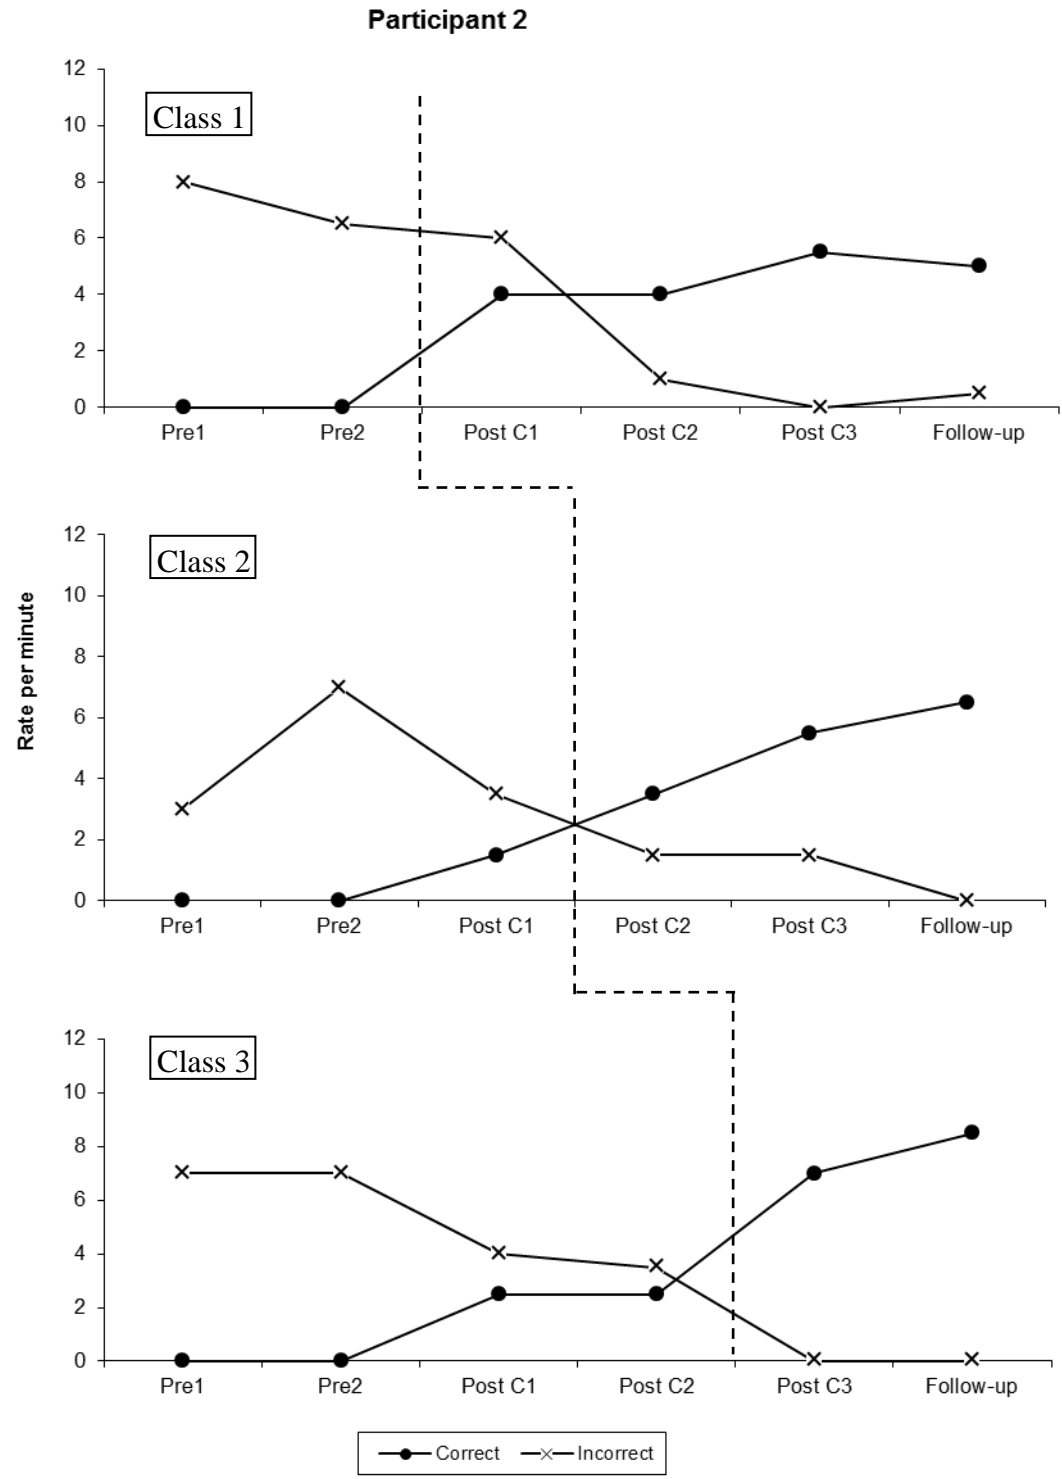 Participant 2
12
Class 1
10
8
6
4
2
0
Pre1 Pre2 Post C1 Post C2 Post C3 Follow-up
Rate per minute
12
Class 2
10
8
6
4
2
0
Pre1 Pre2 Post C1 Post C2 Post C3 Follow-up
12
Class 3
10
8
6
4
2
0
Pre1 Pre2 Post C1 Post C2 Post C3 Follow-up
Correct Incorrect